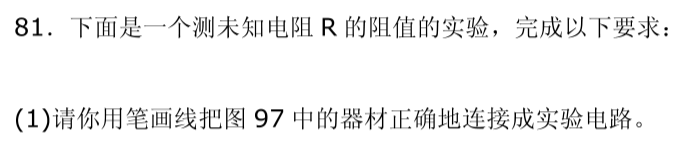 81．下面是一个测未知电阻 R 的阻值的实验，完成以下要求：
(1)请你用笔画线把图 97 中的器材正确地连接成实验电路。